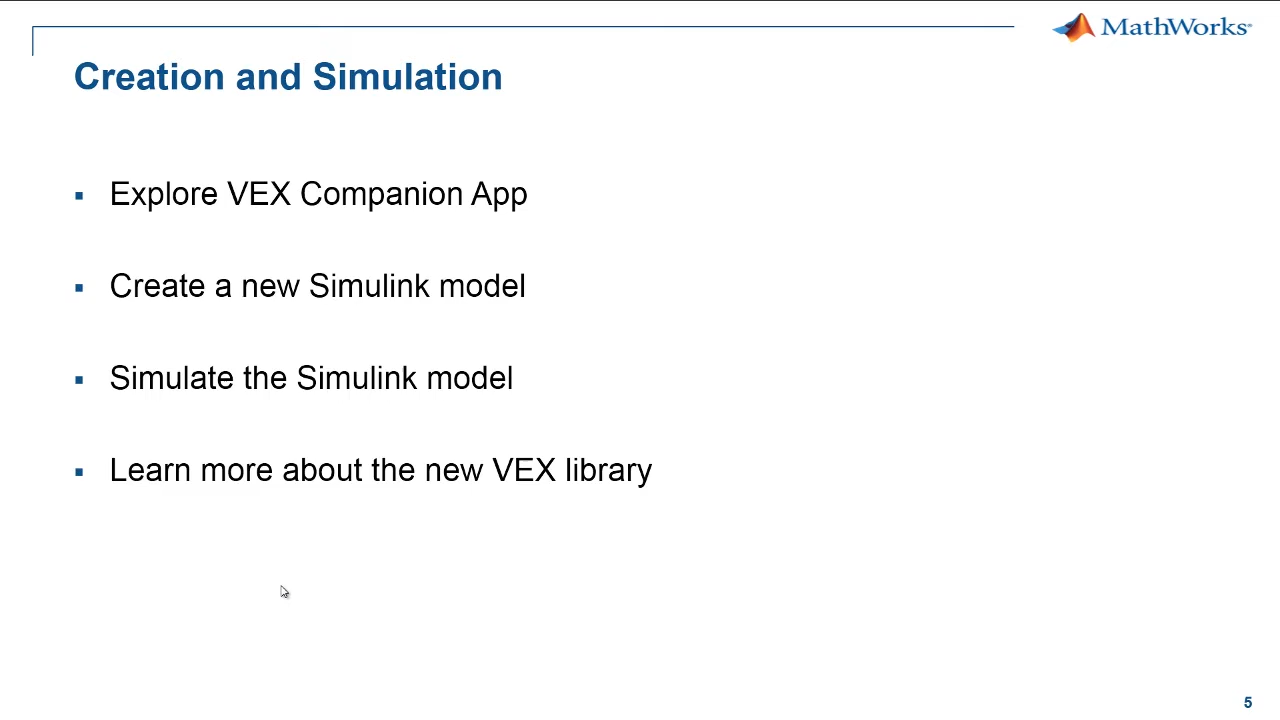 MathWorks®
Creation and Simulation
▪ Explore VEX Companion App
▪ Create a new Simulink model
▪ Simulate the Simulink model
▪ Learn more about the new VEX library
5